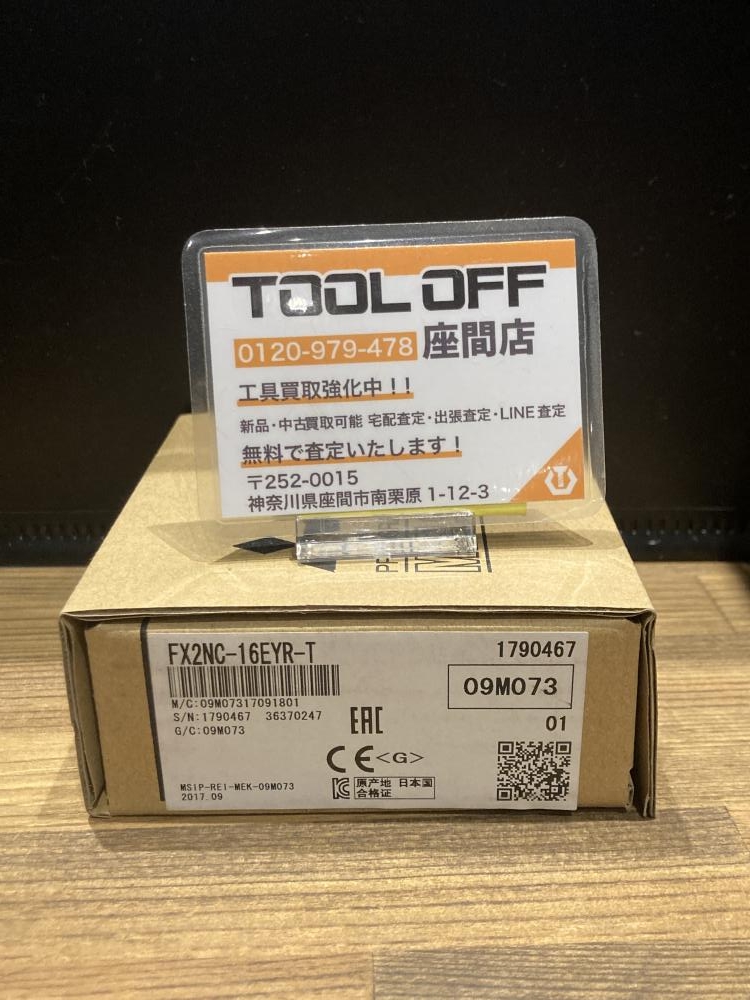 TOOL OFF
0120-979-478 座間店
工具買取強化中!!
新品・中古買取可能 宅配査定・出張査定・LINE査定
無料で査定いたします!
〒252-0015
神奈川県座間市南栗原 1-12-3
FX2NC-16EYR-T
1790467
M/C:09M07317091801
S/N:1790467 36370247
G/C:09M073
09M073
01
EAC
CE<G>
MSIP-REI-MEK-09M073
2017.09
原产地 日本国
合格证